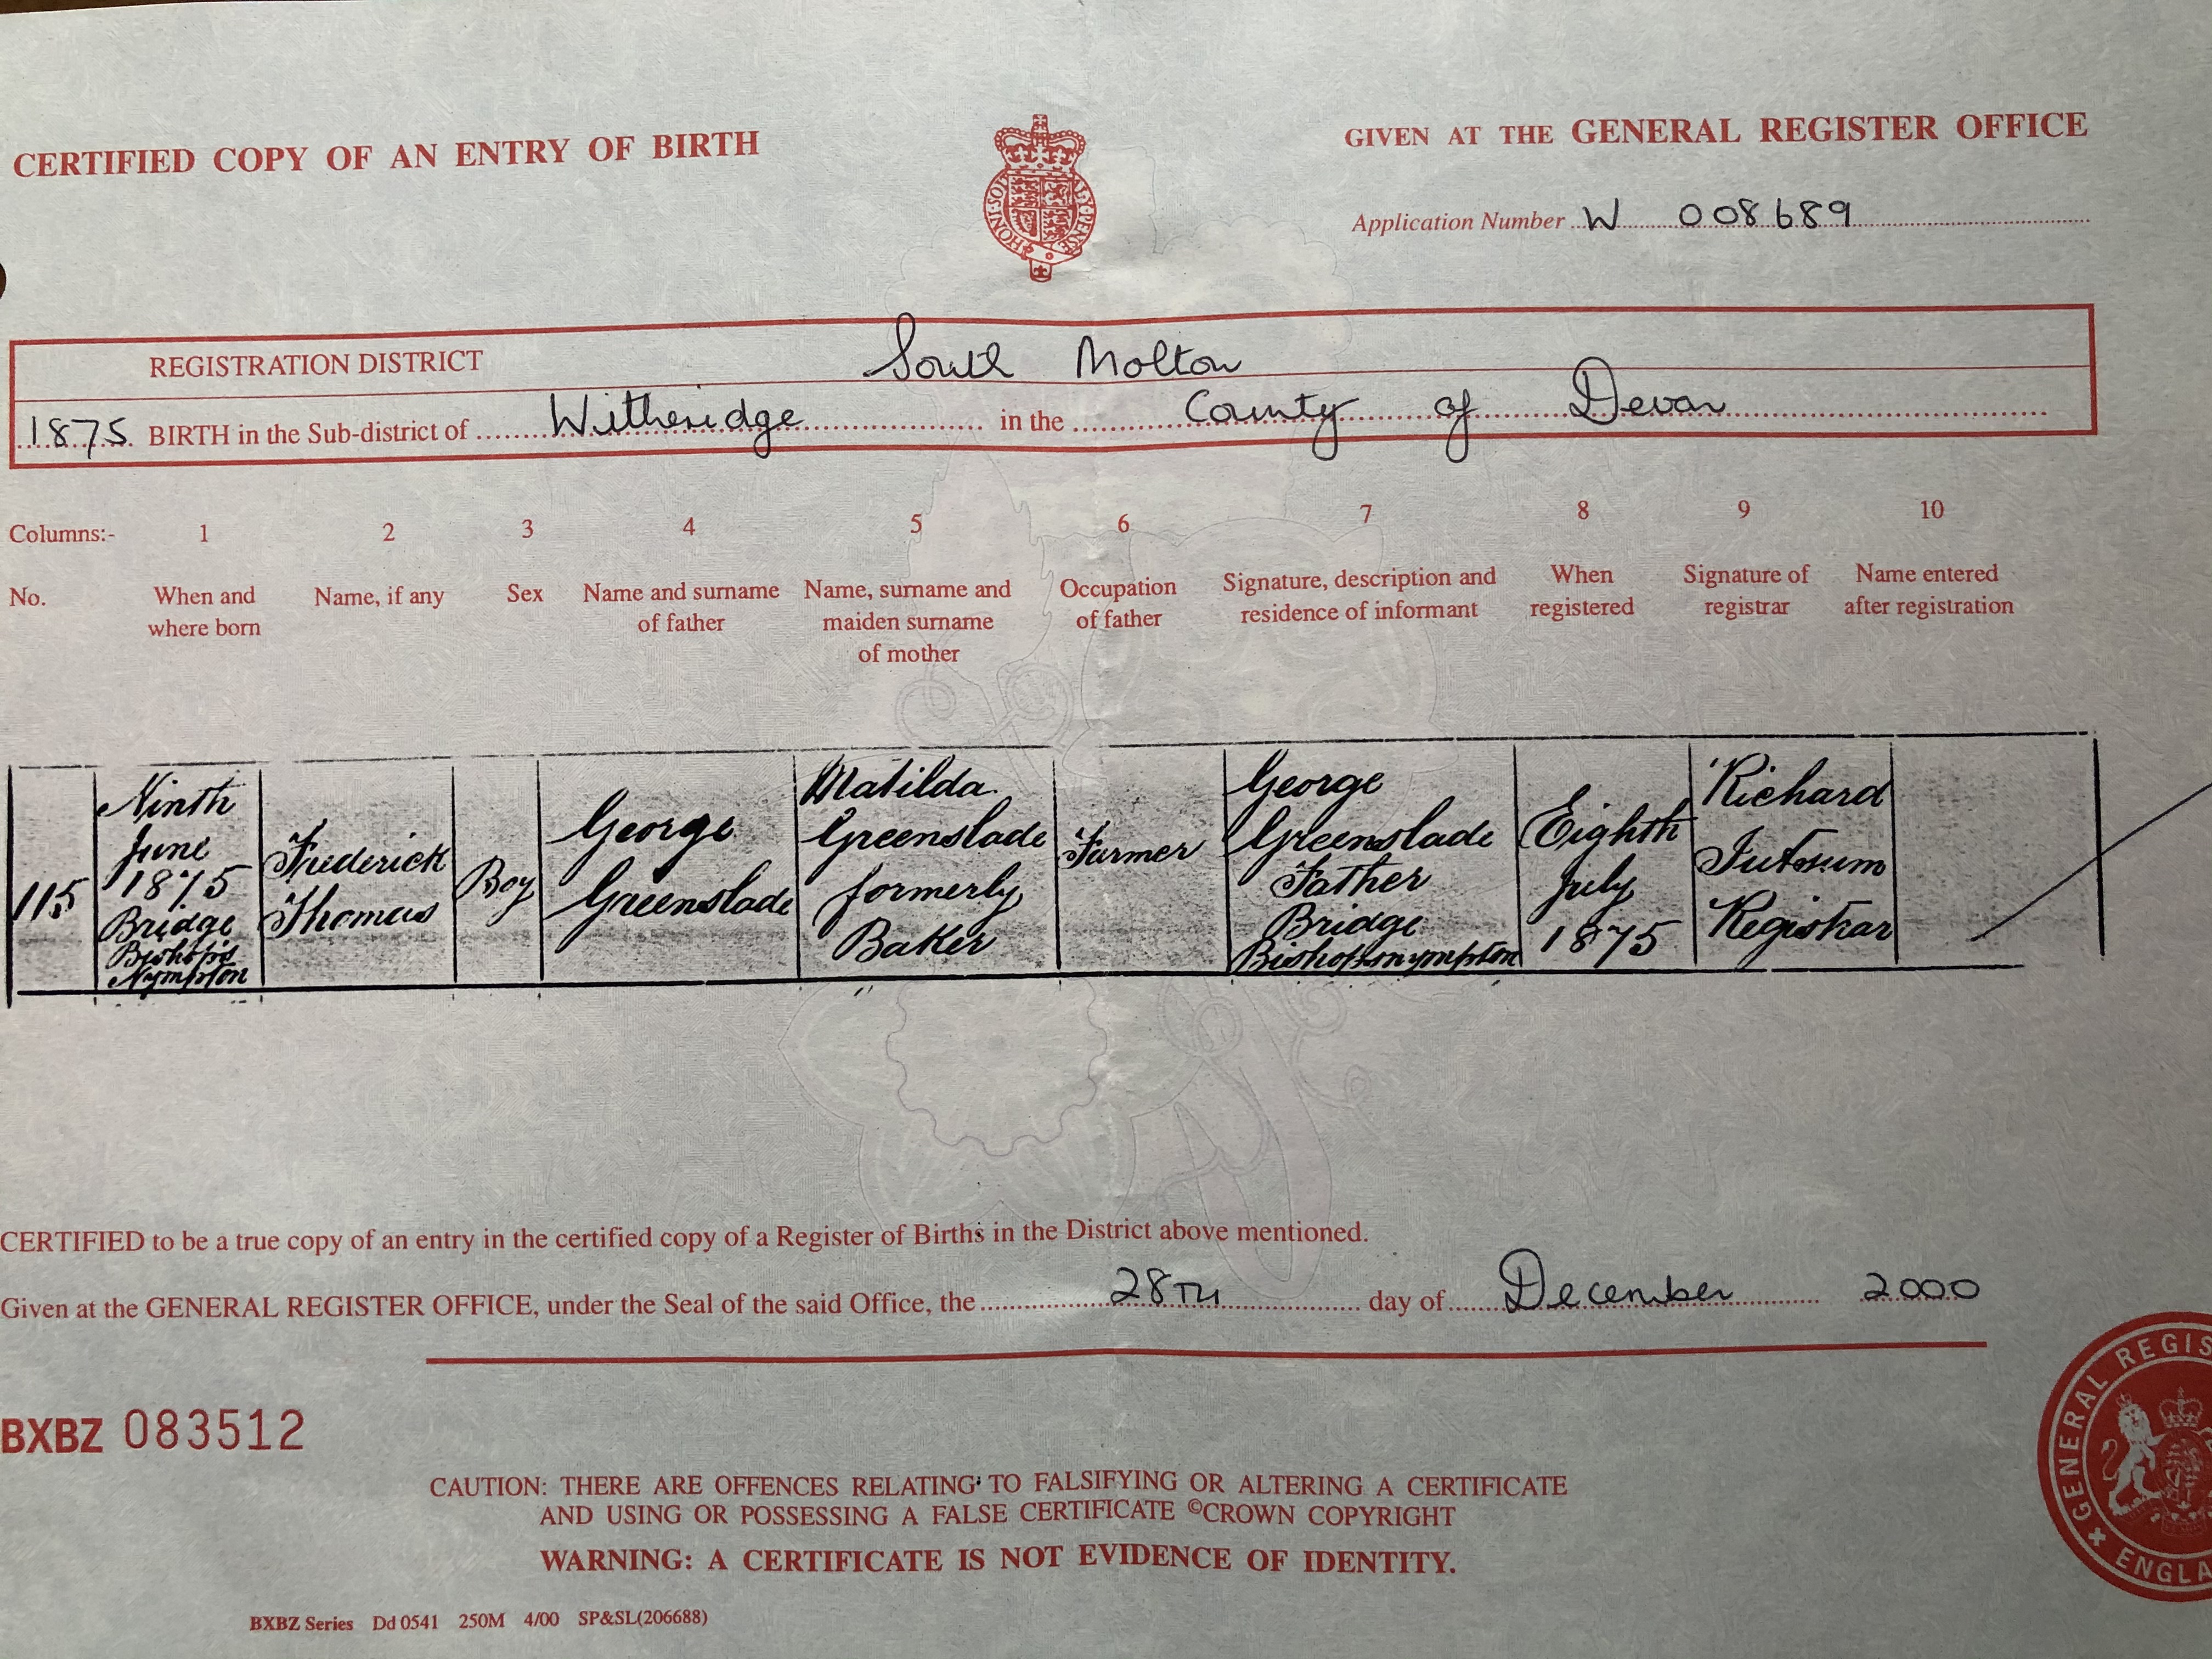 CERTIFIED COPY OF AN ENTRY OF BIRTH
GIVEN AT THE GENERAL REGISTER OFFICE
Application Number W 008689
REGISTRATION DISTRICT South Molton
1875 BIRTH in the Sub-district of Witheridge in the County of Devon
Columns:- 1 2 3 4 5 6 7 8 9 10
No.
When and
where born
Name, if any
Sex
Name and surname
of father
Name, surname and
maiden surname
of mother
Occupation
of father
Signature, description and
residence of informant
When
registered
Signature of
registrar
Name entered
after registration
115
Ninth
June
1875
Bridge
Bishop's
Nympton
Frederick
Thomas
Boy
George
Greenslade
Matilda
Greenslade
formerly
Baker
Farmer
George
Greenslade
Father
Bridge
Bishopsnympton
Eighth
July
1875
Richard
Registrar
CERTIFIED to be a true copy of an entry in the certified copy of a Register of Births in the District above mentioned.
Given at the GENERAL REGISTER OFFICE, under the Seal of the said Office, the 28TH day of December 2000
BXBZ 083512
CAUTION: THERE ARE OFFENCES RELATING TO FALSIFYING OR ALTERING A CERTIFICATE
AND USING OR POSSESSING A FALSE CERTIFICATE ©CROWN COPYRIGHT
WARNING: A CERTIFICATE IS NOT EVIDENCE OF IDENTITY.
BXBZ Series Dd 0541 250M 4/00 SP&SL(206688)
GENERAL REGIS
ENGLA